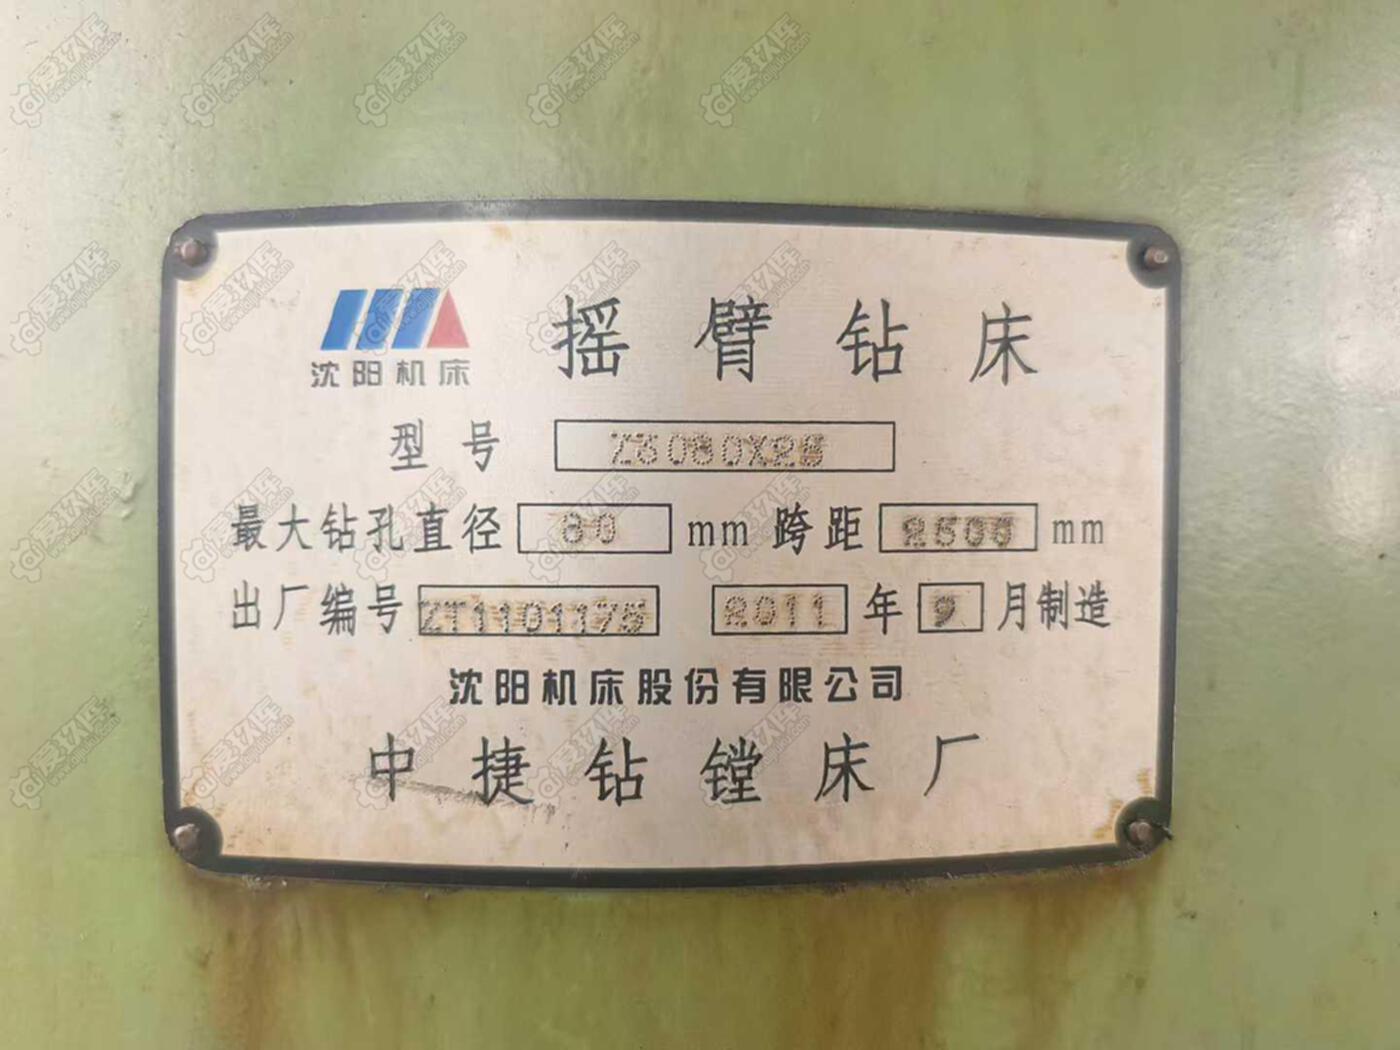 沈阳机床
摇臂钻床
型号 Z3080X25
最大钻孔直径 80 mm 跨距 2500 mm
出厂编号 ZT1101175 2011 年 9 月制造
沈阳机床股份有限公司
中捷钻镗床厂